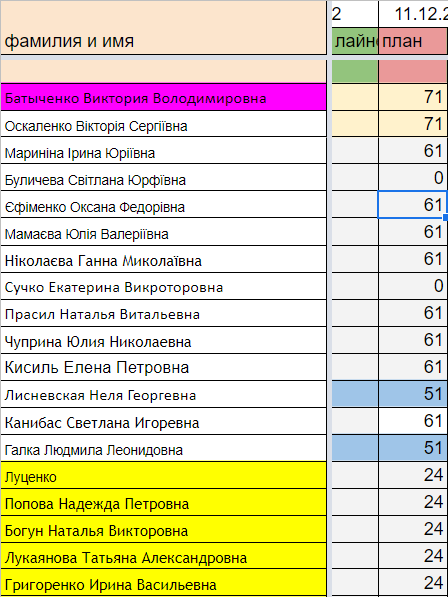 2 11.12.2
фамилия и имя лайно план
Батыченко Виктория Володимировна 71
Оскаленко Вікторія Сергіївна 71
Мариніна Ірина Юріївна 61
Буличева Світлана Юрфївна 0
Єфіменко Оксана Федорівна 61
Мамаєва Юлія Валеріївна 61
Ніколаєва Ганна Миколаївна 61
Сучко Екатерина Викроторовна 0
Прасил Наталья Витальевна 61
Чуприна Юлия Николаевна 61
Кисиль Елена Петровна 61
Лисневская Неля Георгевна 51
Канибас Светлана Игоревна 61
Галка Людмила Леонидовна 51
Луценко 24
Попова Надежда Петровна 24
Богун Наталья Викторовна 24
Лукаянова Татьяна Александровна 24
Григоренко Ирина Васильевна 24